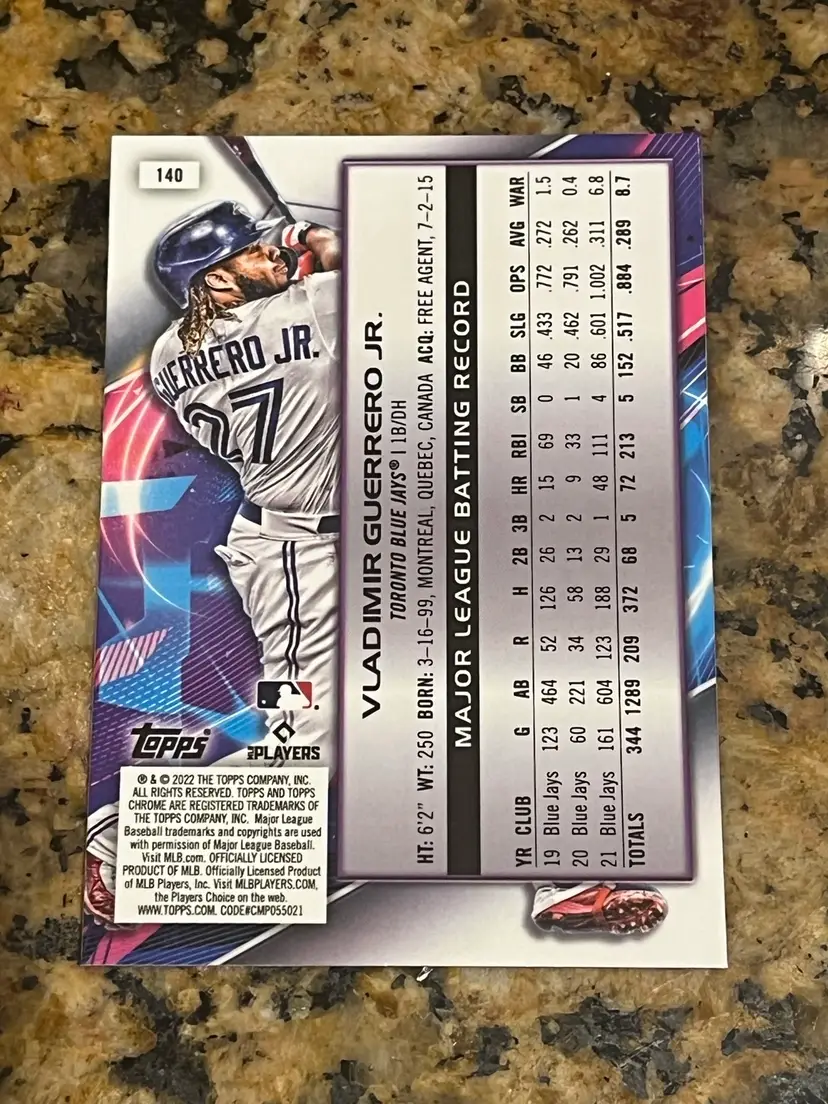 140
GUERRERO JR.
27
VLADIMIR GUERRERO JR.
TORONTO BLUE JAYS® | 1B/DH
HT: 6'2" WT: 250 BORN: 3-16-99, MONTREAL, QUEBEC, CANADA ACQ: FREE AGENT, 7-2-15
MAJOR LEAGUE BATTING RECORD
YR CLUB G AB R H 2B 3B HR RBI SB BB SLG OPS AVG WAR
19 Blue Jays 123 464 52 126 26 2 15 69 0 46 .433 .772 .272 1.5
20 Blue Jays 60 221 34 58 13 2 9 33 1 20 .462 .791 .262 0.4
21 Blue Jays 161 604 123 188 29 1 48 111 4 86 .601 1.002 .311 6.8
TOTALS 344 1289 209 372 68 5 72 213 5 152 .517 .884 .289 8.7
topps®
MLB PLAYERS
® & © 2022 THE TOPPS COMPANY, INC.
ALL RIGHTS RESERVED. TOPPS AND TOPPS
CHROME ARE REGISTERED TRADEMARKS OF
THE TOPPS COMPANY, INC. Major League
Baseball trademarks and copyrights are used
with permission of Major League Baseball.
Visit MLB.com. OFFICIALLY LICENSED
PRODUCT OF MLB. Officially Licensed Product
of MLB Players, Inc. Visit MLBPLAYERS.COM,
the Players Choice on the web.
WWW.TOPPS.COM. CODE#CMP055021